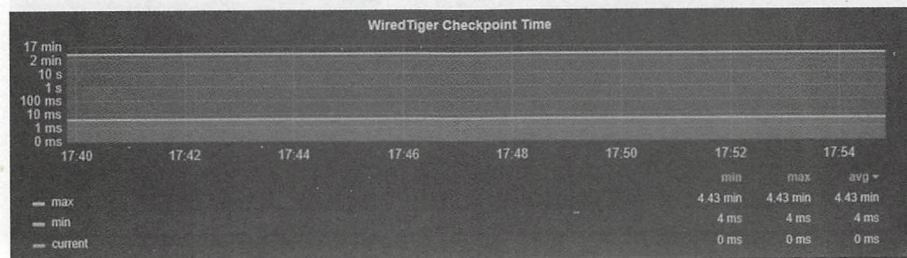 WiredTiger Checkpoint Time
17 min
2 min
10 s
1 s
100 ms
10 ms
1 ms
0 ms
17:40 17:42 17:44 17:46 17:48 17:50 17:52 17:54
min max avg
max 4.43 min 4.43 min 4.43 min
min 4 ms 4 ms 4 ms
current 0 ms 0 ms 0 ms